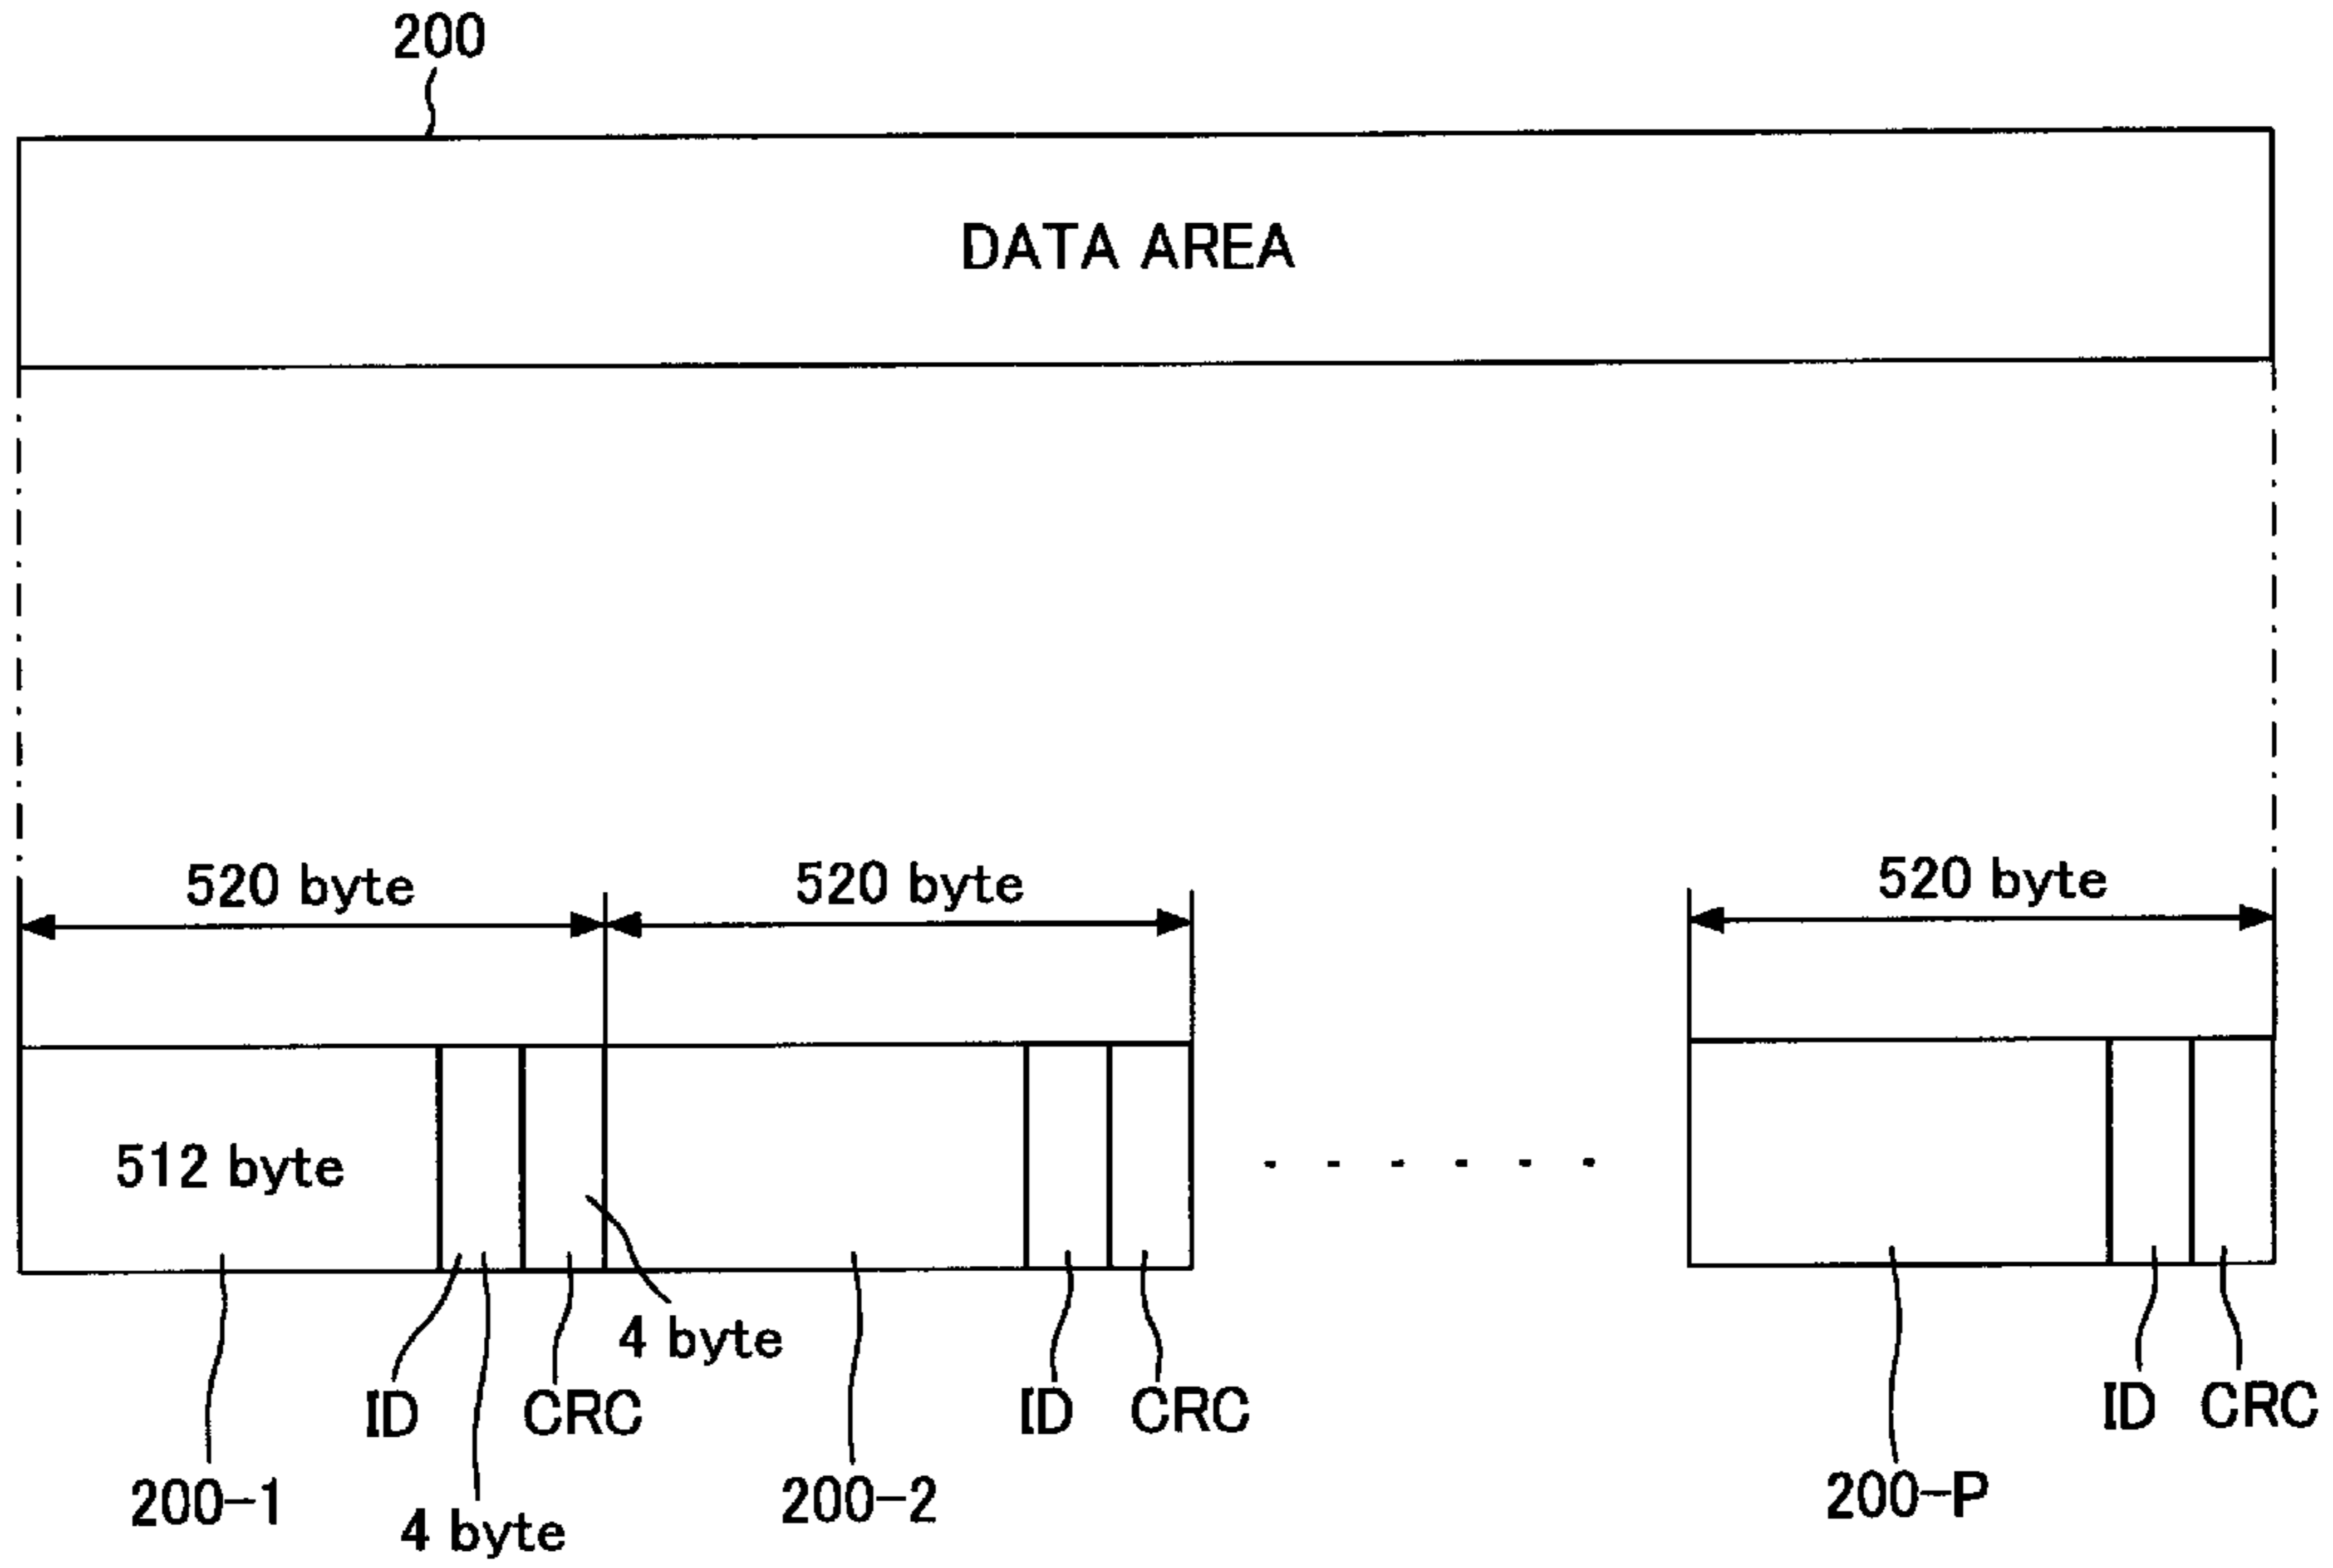 200
DATA AREA
520 byte
520 byte
520 byte
512 byte
4 byte
ID
CRC
ID
CRC
ID
CRC
200-1
4 byte
200-2
200-P